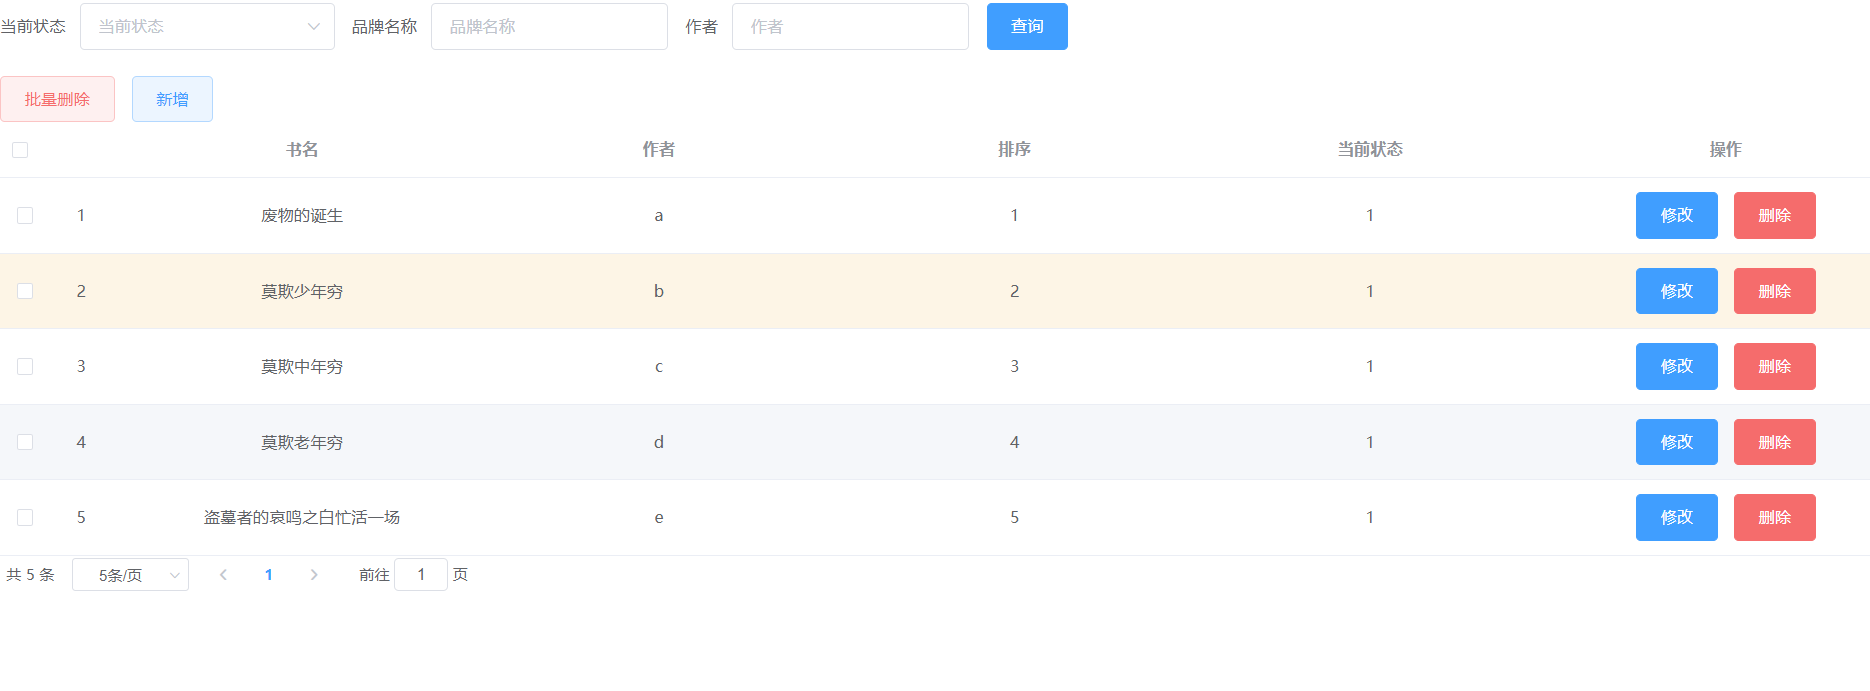 当前状态 当前状态 品牌名称 品牌名称 作者 作者 查询
批量删除 新增
书名 作者 排序 当前状态 操作
1 废物的诞生 a 1 1 修改 删除
2 莫欺少年穷 b 2 1 修改 删除
3 莫欺中年穷 c 3 1 修改 删除
4 莫欺老年穷 d 4 1 修改 删除
5 盗墓者的哀鸣之白忙活一场 e 5 1 修改 删除
共 5 条 5条/页 1 前往 1 页